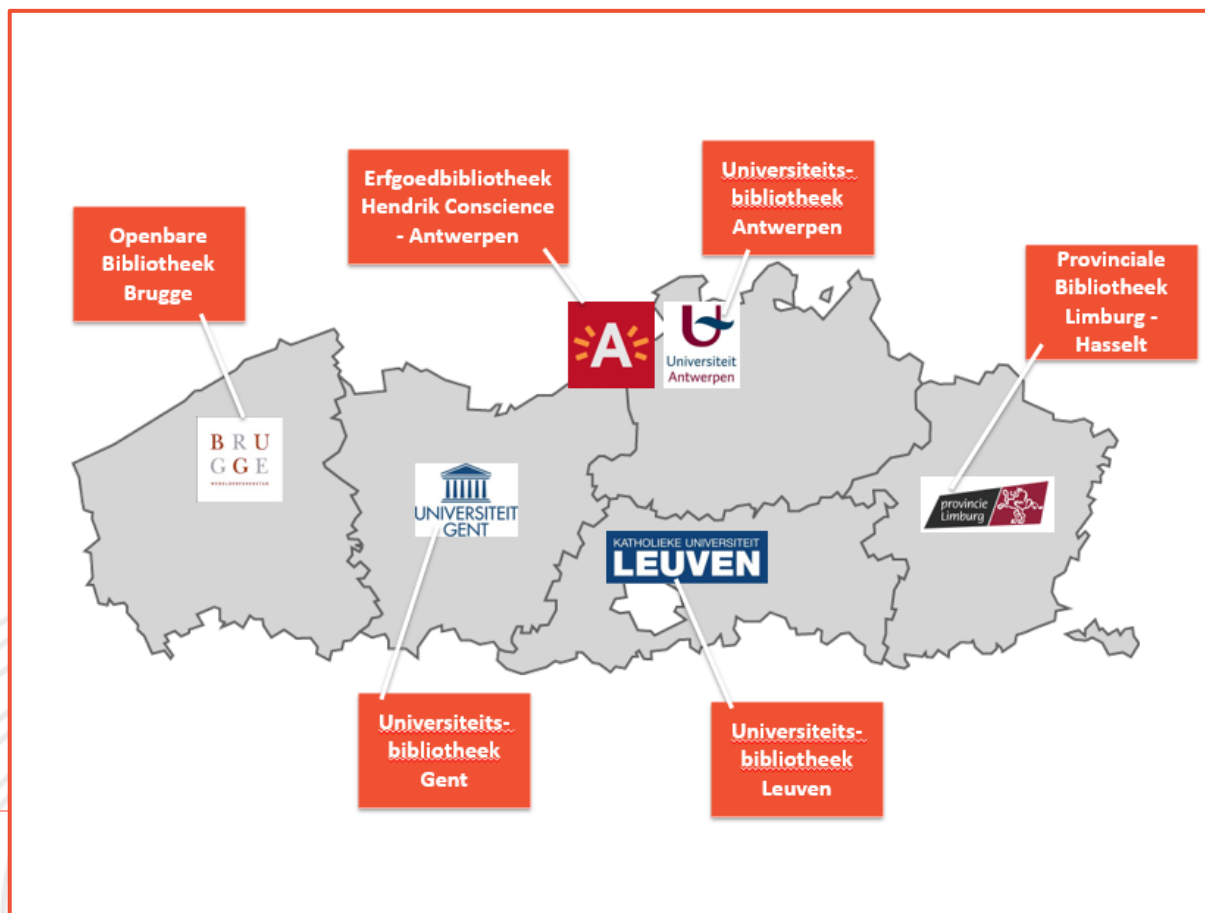 Erfgoedbibliotheek
Hendrik Conscience
- Antwerpen
Universiteits-
bibliotheek
Antwerpen
Openbare
Bibliotheek
Brugge
Provinciale
Bibliotheek
Limburg -
Hasselt
A
Universiteit
Antwerpen
BRU
GGE
UNIVERSITEIT
GENT
provincie
Limburg
KATHOLIEKE UNIVERSITEIT
LEUVEN
Universiteits-
bibliotheek
Gent
Universiteits-
bibliotheek
Leuven